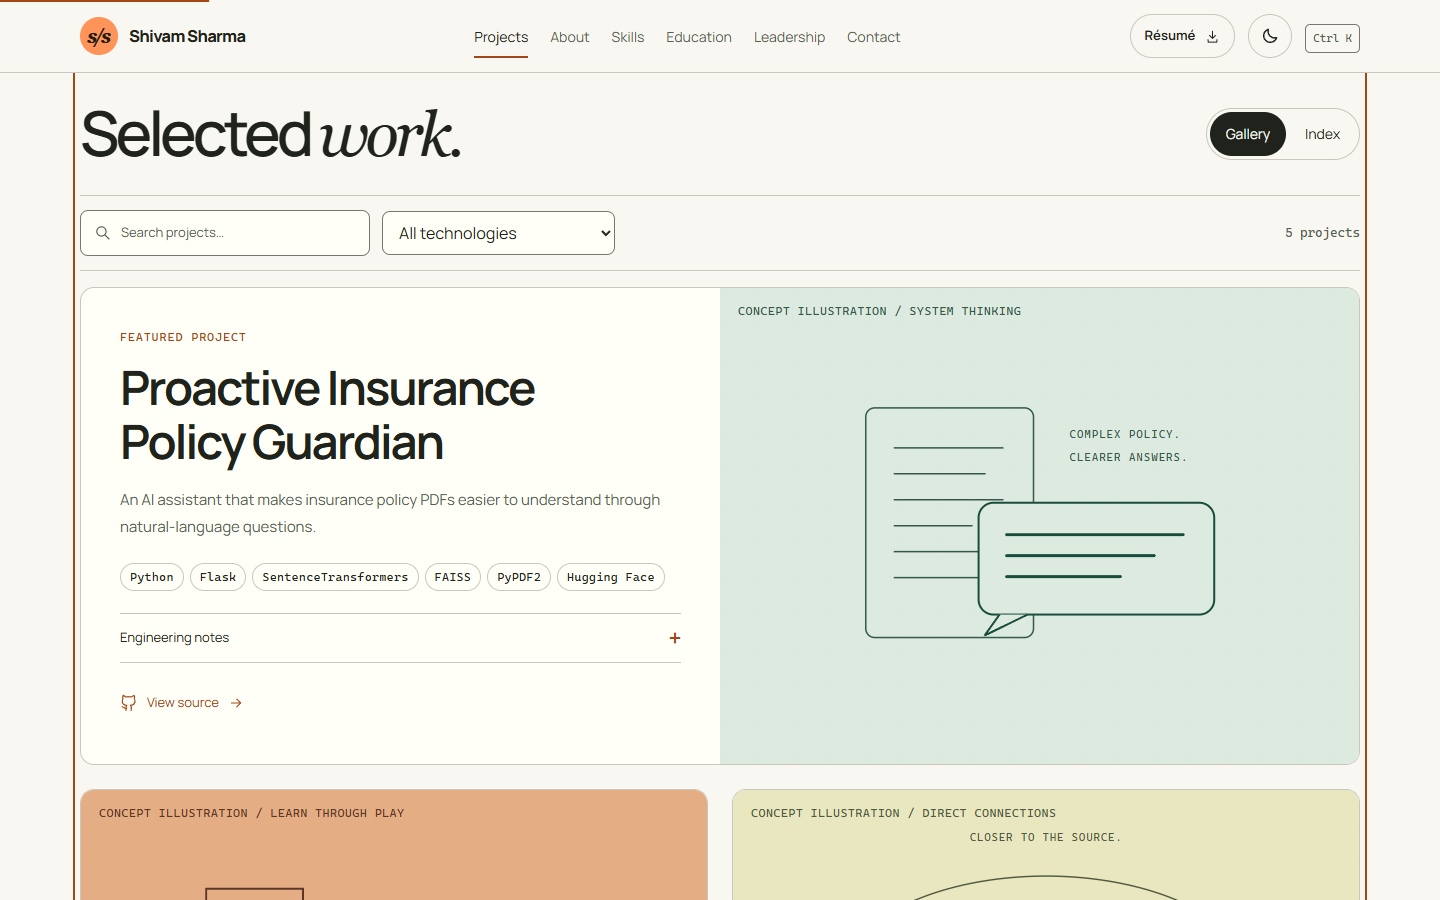 s/s Shivam Sharma
Projects About Skills Education Leadership Contact
Résumé
Ctrl K
Selected work.
Gallery Index
Search projects...
All technologies
5 projects
FEATURED PROJECT
Proactive Insurance
Policy Guardian
An AI assistant that makes insurance policy PDFs easier to understand through
natural-language questions.
Python Flask SentenceTransformers FAISS PyPDF2 Hugging Face
Engineering notes +
View source
CONCEPT ILLUSTRATION / SYSTEM THINKING
COMPLEX POLICY.
CLEARER ANSWERS.
CONCEPT ILLUSTRATION / LEARN THROUGH PLAY
CONCEPT ILLUSTRATION / DIRECT CONNECTIONS
CLOSER TO THE SOURCE.